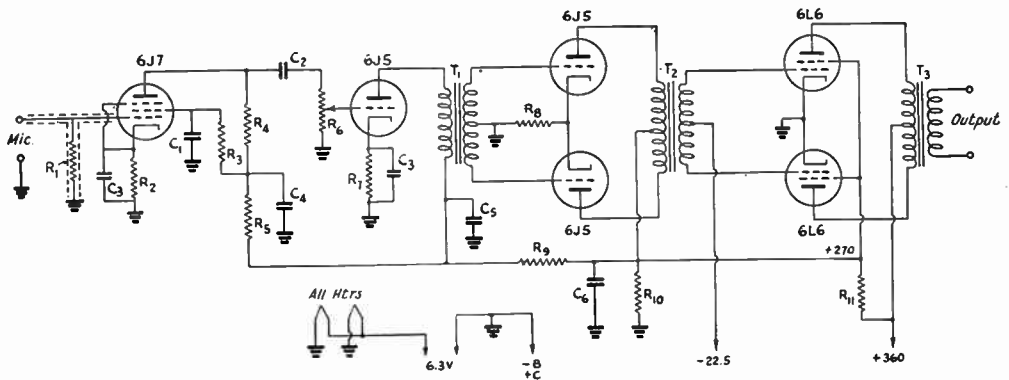 6J7
C2
6J5
T1
6J5
T2
6L6
T3
Mic.
R1
C3
R2
C1
R3
R4
R5
C4
R6
R7
C3
C5
R8
6J5
6L6
Output
R9
C6
R10
+270
R11
All Htrs
6.3V
-B
+C
-22.5
+360